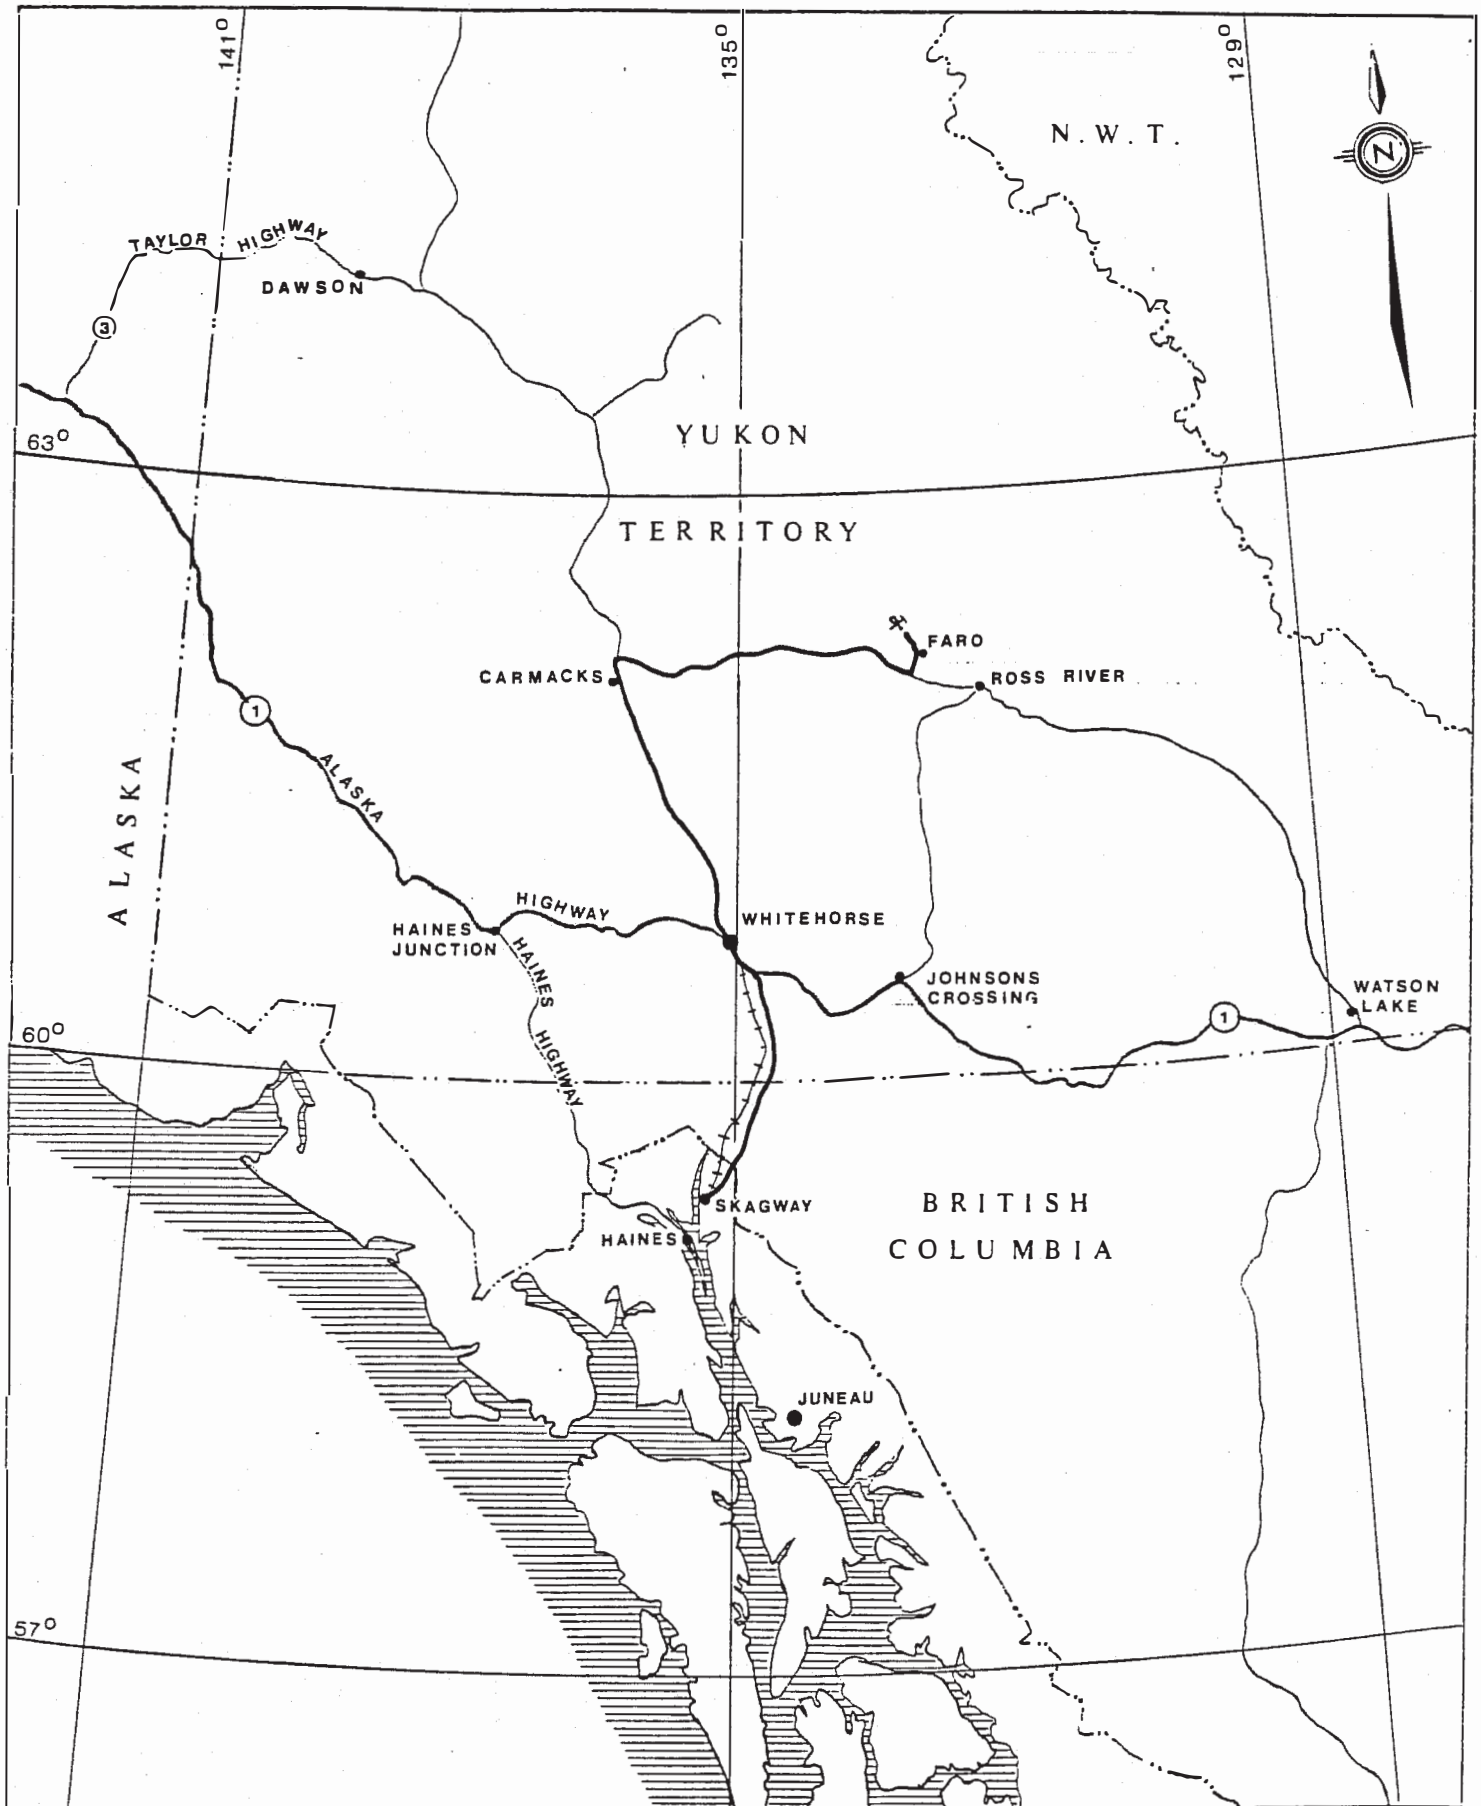 141°
135°
129°
N.W.T.
N
TAYLOR HIGHWAY
DAWSON
3
63°
YUKON
TERRITORY
FARO
CARMACKS
ROSS RIVER
1
ALASKA
ALASKA
HIGHWAY
WHITEHORSE
HAINES
JUNCTION
HAINES HIGHWAY
JOHNSONS
CROSSING
WATSON
LAKE
1
60°
SKAGWAY
BRITISH
COLUMBIA
HAINES
JUNEAU
57°